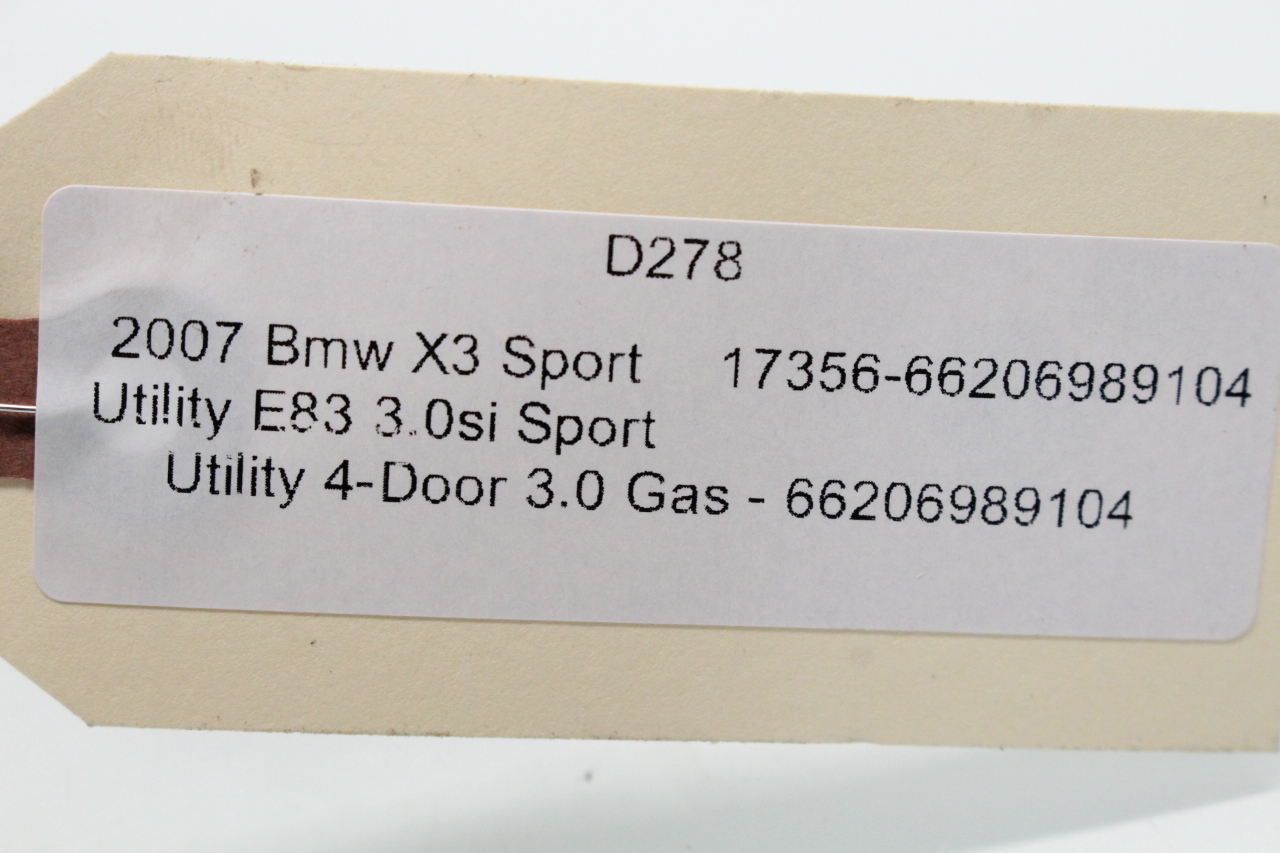 D278
2007 Bmw X3 Sport 17356-66206989104
Utility E83 3.0si Sport
Utility 4-Door 3.0 Gas - 66206989104